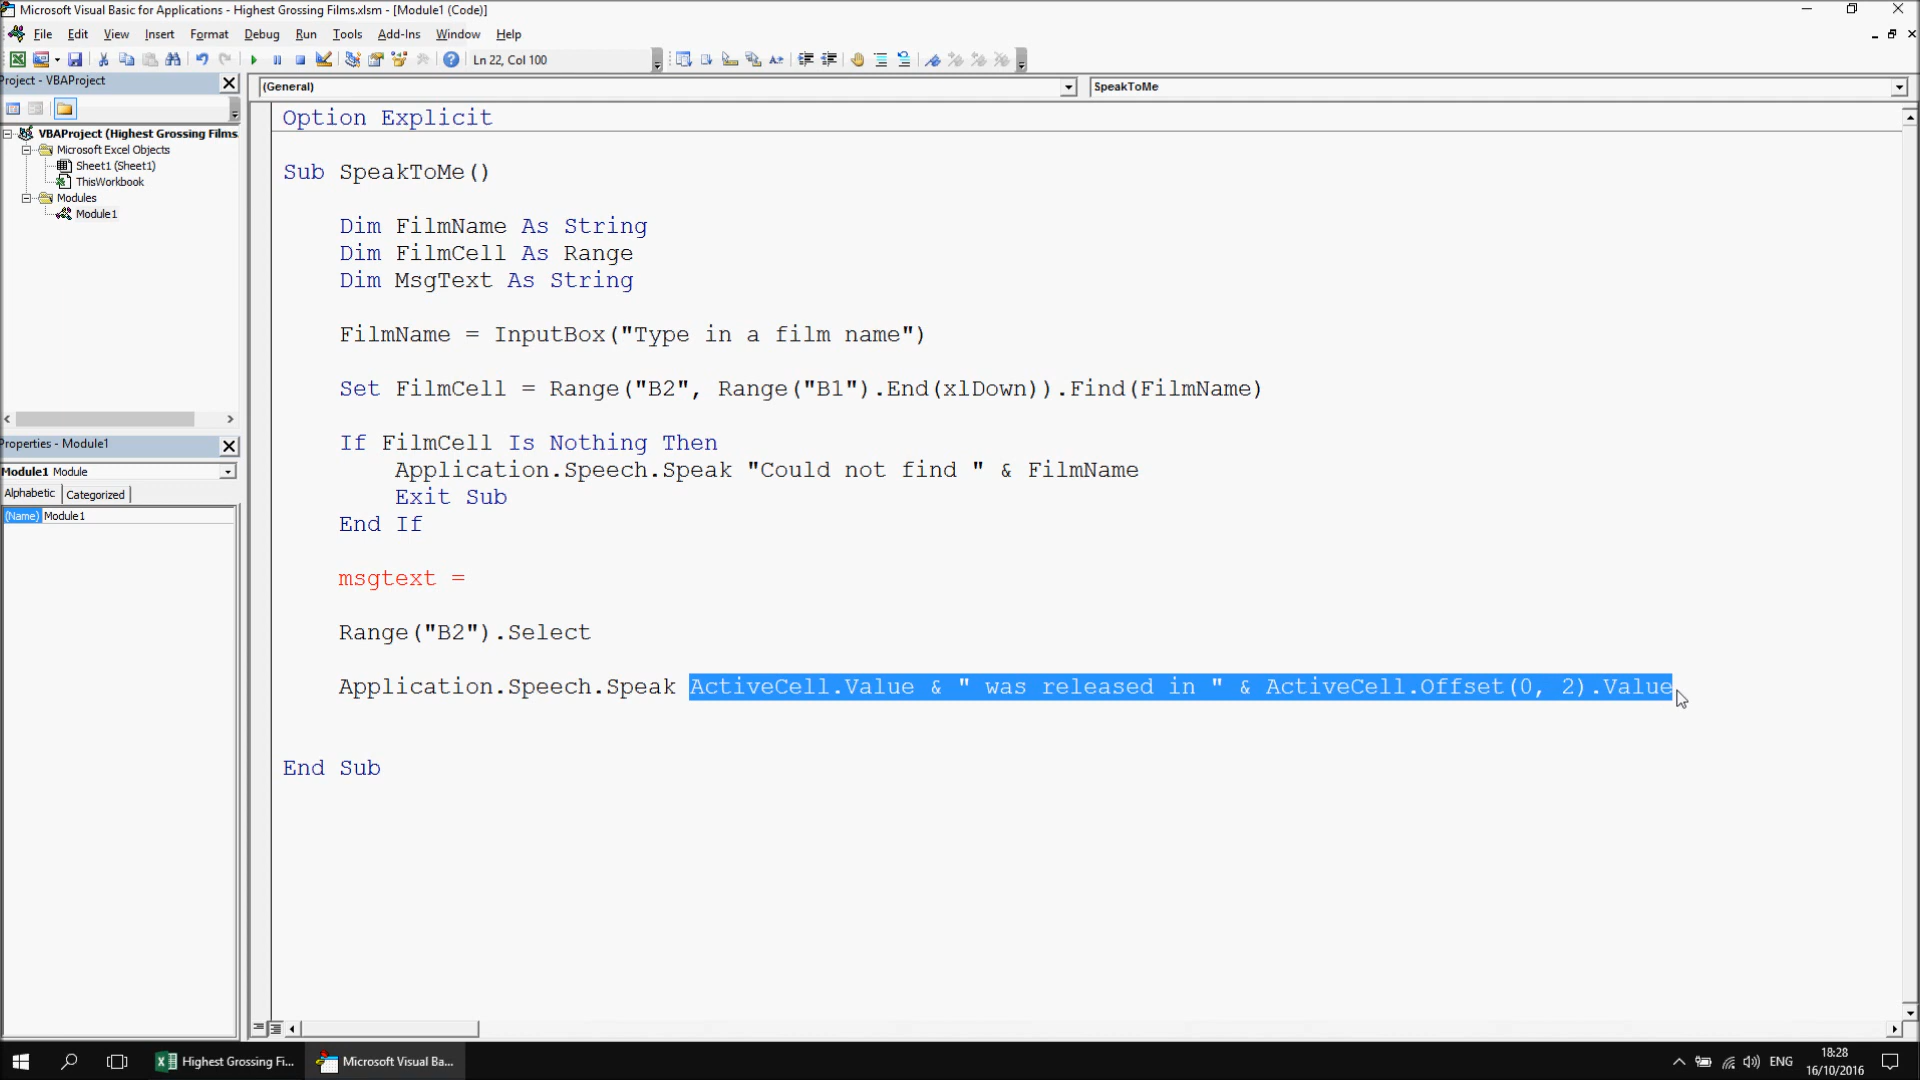 Microsoft Visual Basic for Applications - Highest Grossing Films.xlsm - [Module1 (Code)]
File Edit View Insert Format Debug Run Tools Add-Ins Window Help
Ln 22, Col 100
Project - VBAProject
(General)
SpeakToMe
VBAProject (Highest Grossing Films
Microsoft Excel Objects
Sheet1 (Sheet1)
ThisWorkbook
Modules
Module1
Properties - Module1
Module1 Module
Alphabetic Categorized
(Name) Module1
Option Explicit
Sub SpeakToMe()
Dim FilmName As String
Dim FilmCell As Range
Dim MsgText As String
FilmName = InputBox("Type in a film name")
Set FilmCell = Range("B2", Range("B1").End(xlDown)).Find(FilmName)
If FilmCell Is Nothing Then
Application.Speech.Speak "Could not find " & FilmName
Exit Sub
End If
msgtext =
Range("B2").Select
Application.Speech.Speak ActiveCell.Value & " was released in " & ActiveCell.Offset(0, 2).Value
End Sub
Highest Grossing Fi...
Microsoft Visual Ba...
ENG
18:28
16/10/2016